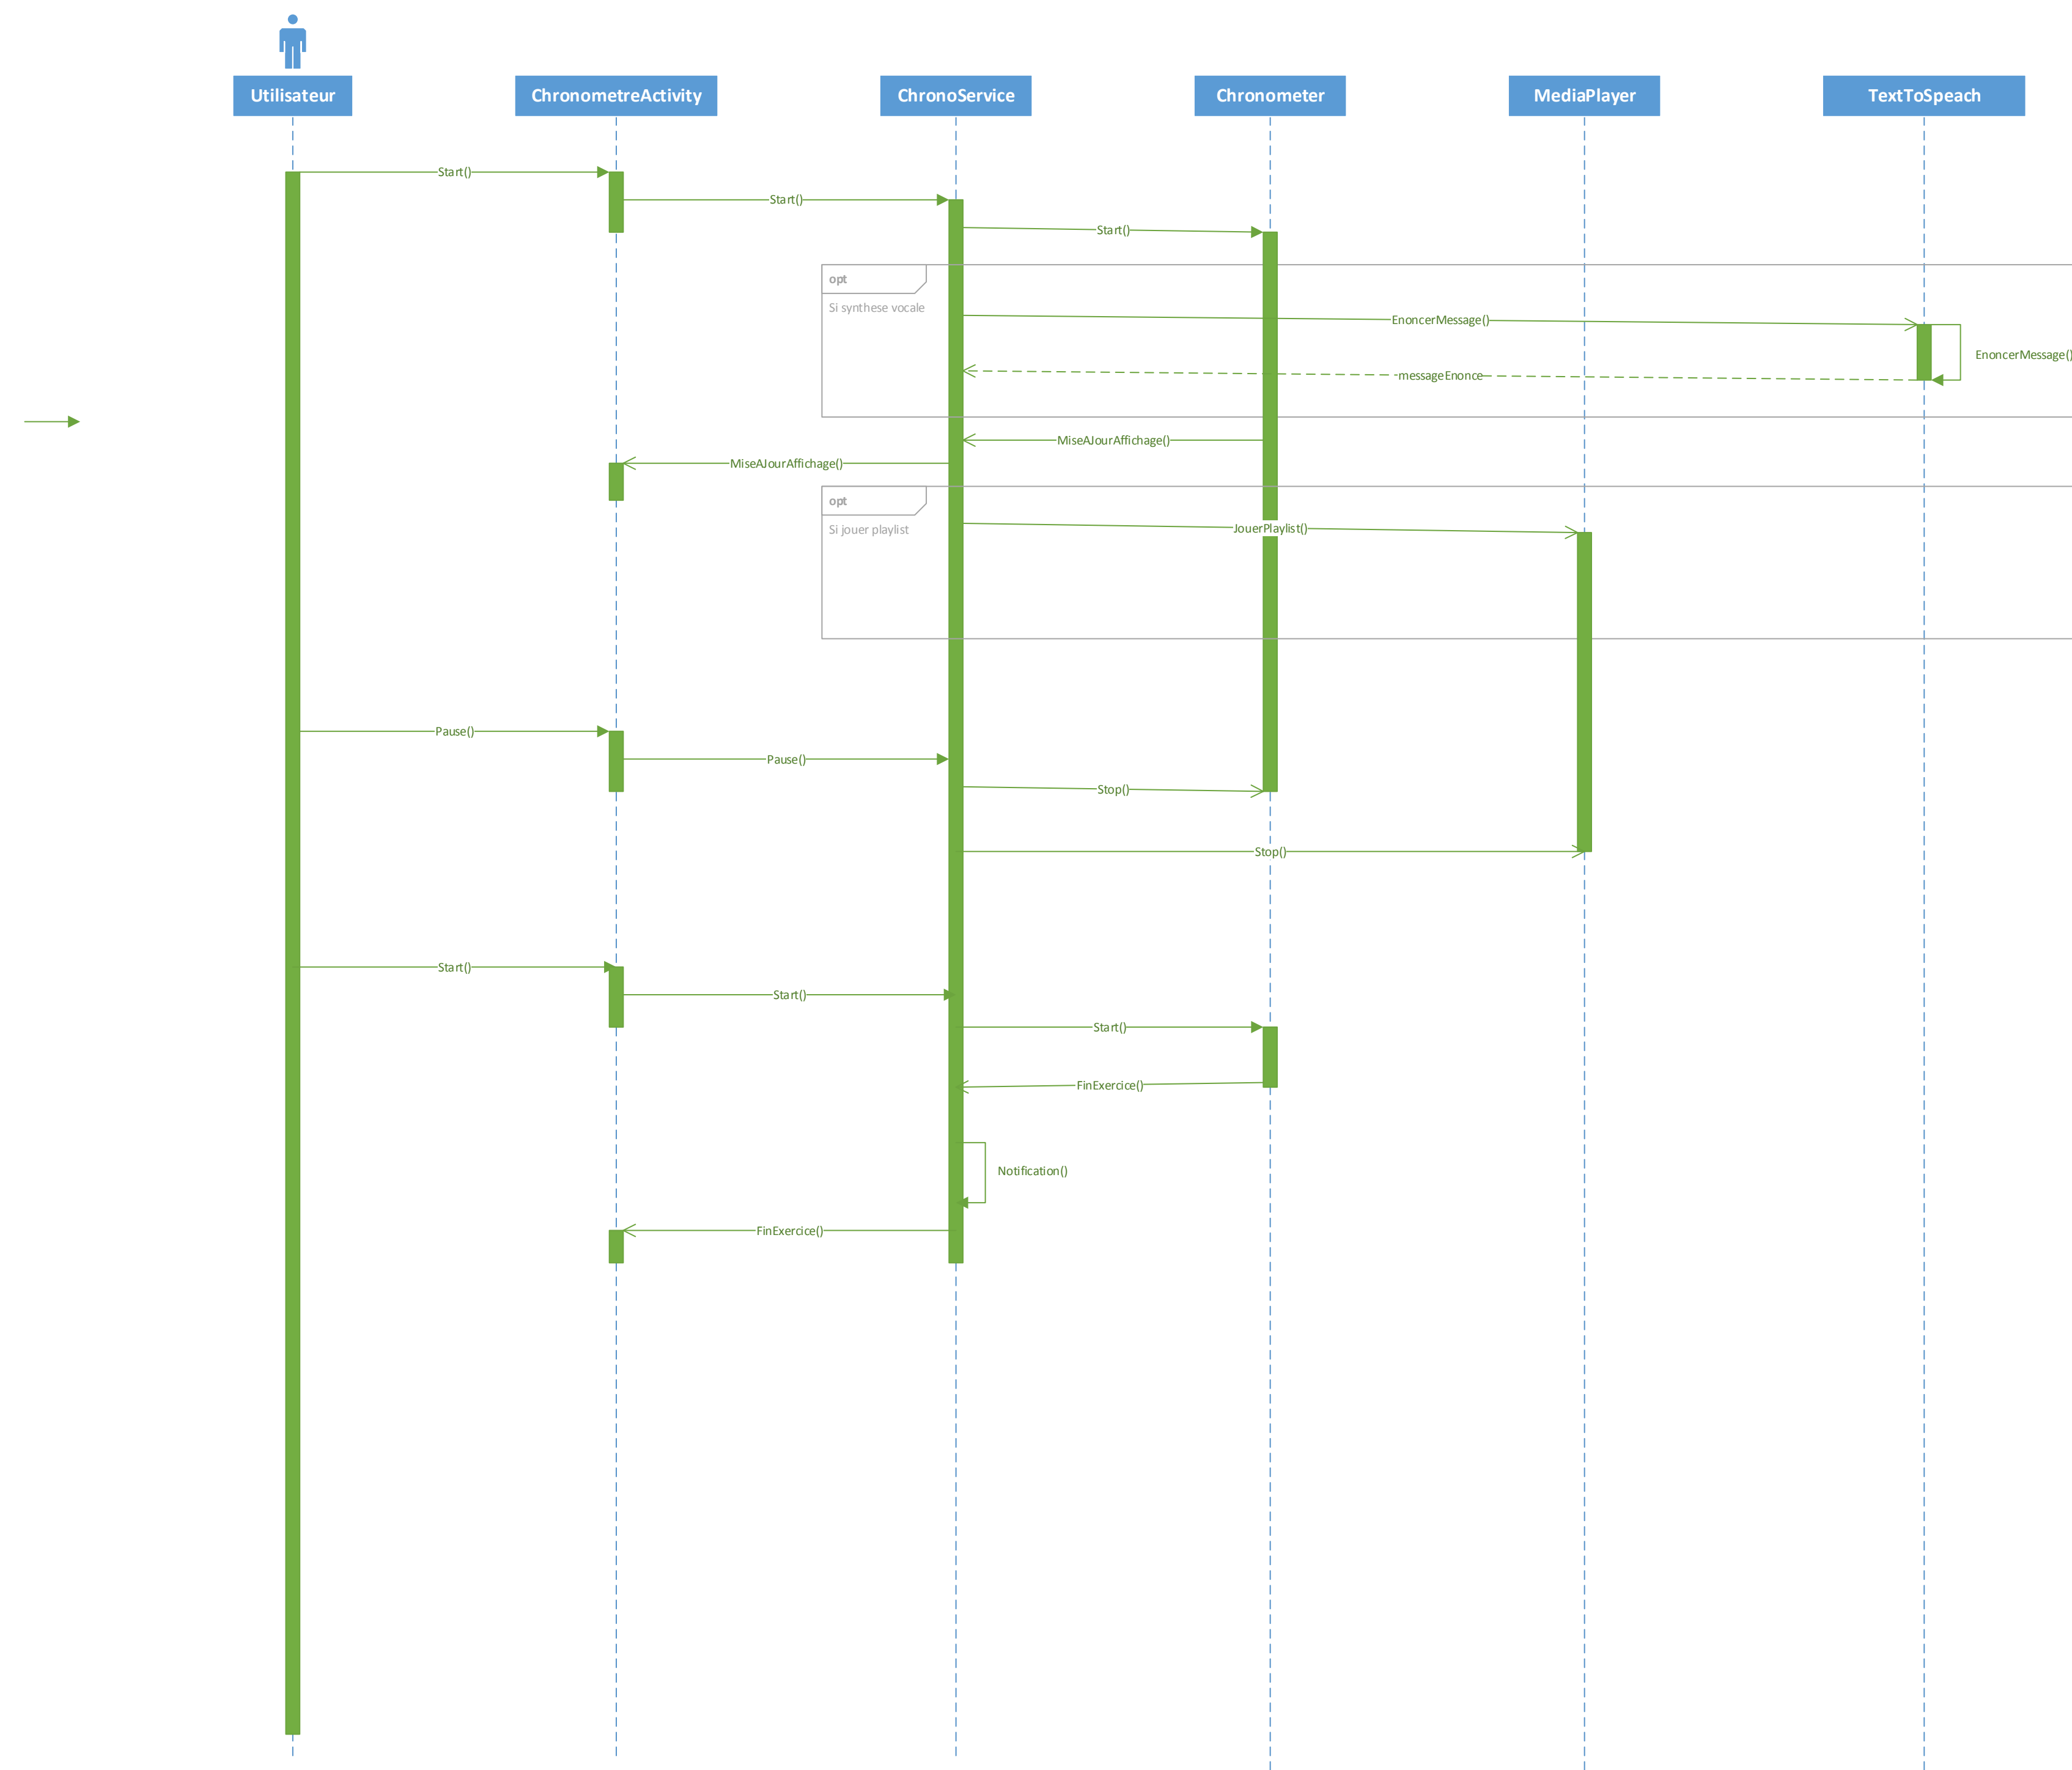 Utilisateur
ChronometreActivity
ChronoService
Chronometer
MediaPlayer
TextToSpeach
Start()
Start()
Start()
opt
Si synthese vocale
EnoncerMessage()
EnoncerMessage()
messageEnonce
MiseAJourAffichage()
MiseAJourAffichage()
opt
Si jouer playlist
JouerPlaylist()
Pause()
Pause()
Stop()
Stop()
Start()
Start()
Start()
FinExercice()
Notification()
FinExercice()